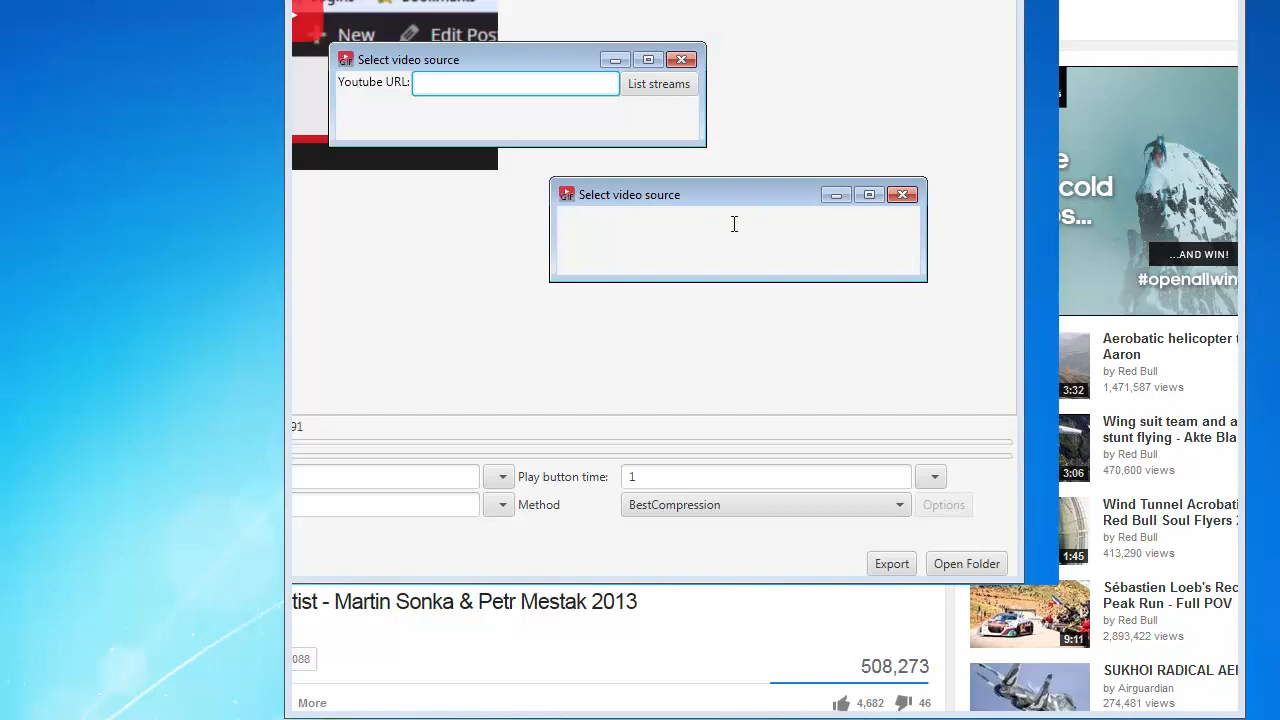 Bookmarks
New
Edit Pos
GIF Select video source
Youtube URL:
List streams
GIF Select video source
91
Play button time:
1
Method
BestCompression
Options
Export
Open Folder
tist - Martin Sonka & Petr Mestak 2013
088
508,273
More
4,682
46
e
cold
s...
...AND WIN!
#openallwin
Aerobatic helicopter t
Aaron
by Red Bull
1,471,587 views
3:32
Wing suit team and a
stunt flying - Akte Bla
by Red Bull
470,600 views
3:06
Wind Tunnel Acrobati
Red Bull Soul Flyers 2
by Red Bull
413,290 views
1:45
Sébastien Loeb's Rec
Peak Run - Full POV
by Red Bull
2,893,422 views
9:11
SUKHOI RADICAL AE
by Airguardian
274,481 views